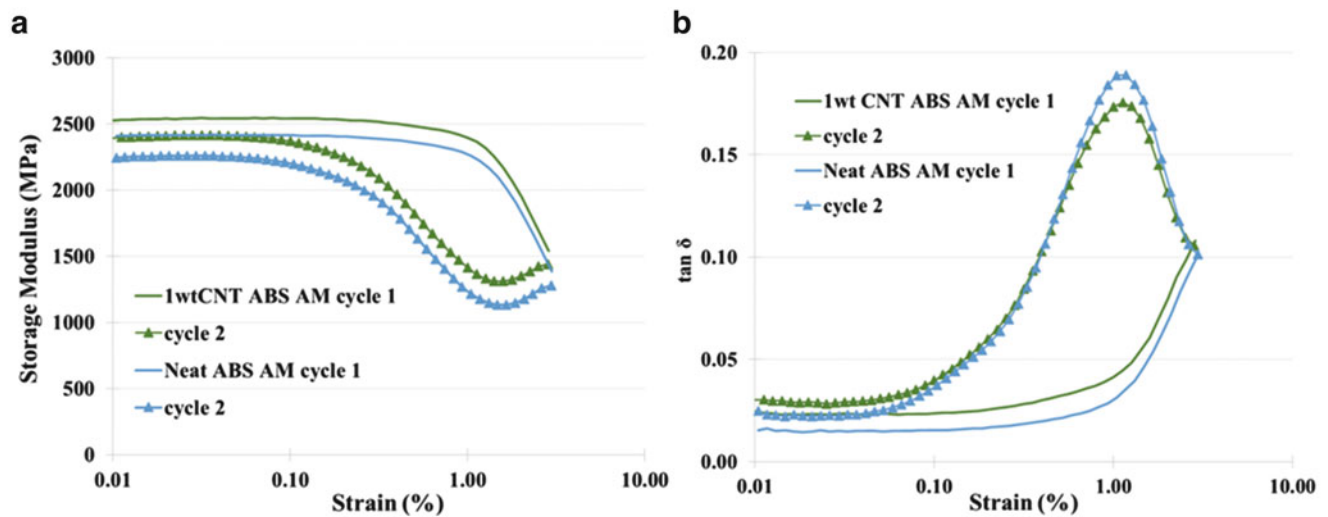 a
3000
2500
2000
1500
1000
500
0
Storage Modulus (MPa)
1wtCNT ABS AM cycle 1
cycle 2
Neat ABS AM cycle 1
cycle 2
0.01
0.10
1.00
10.00
Strain (%)
b
0.20
0.15
0.10
0.05
0.00
tan δ
1wt CNT ABS AM cycle 1
cycle 2
Neat ABS AM cycle 1
cycle 2
0.01
0.10
1.00
10.00
Strain (%)